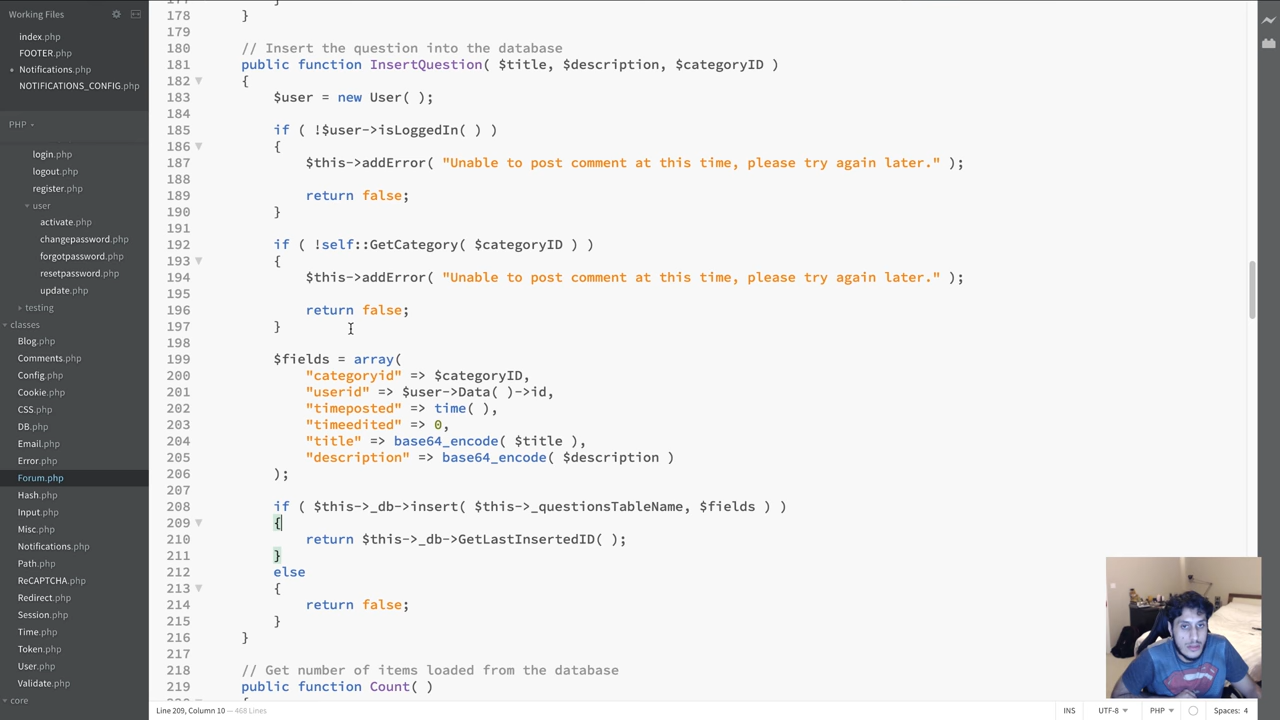 Working Files
index.php
FOOTER.php
Notifications.php
NOTIFICATIONS_CONFIG.php
PHP
login.php
logout.php
register.php
user
activate.php
changepassword.php
forgotpassword.php
resetpassword.php
update.php
testing
classes
Blog.php
Comments.php
Config.php
Cookie.php
CSS.php
DB.php
Email.php
Error.php
Forum.php
Hash.php
Input.php
Misc.php
Notifications.php
Path.php
ReCAPTCHA.php
Redirect.php
Session.php
Time.php
Token.php
User.php
Validate.php
core
178 }
179
180 // Insert the question into the database
181 public function InsertQuestion( $title, $description, $categoryID )
182 {
183 $user = new User( );
184
185 if ( !$user->isLoggedIn( ) )
186 {
187 $this->addError( "Unable to post comment at this time, please try again later." );
188
189 return false;
190 }
191
192 if ( !self::GetCategory( $categoryID ) )
193 {
194 $this->addError( "Unable to post comment at this time, please try again later." );
195
196 return false;
197 }
198
199 $fields = array(
200 "categoryid" => $categoryID,
201 "userid" => $user->Data( )->id,
202 "timeposted" => time( ),
203 "timeedited" => 0,
204 "title" => base64_encode( $title ),
205 "description" => base64_encode( $description )
206 );
207
208 if ( $this->_db->insert( $this->_questionsTableName, $fields ) )
209 {
210 return $this->_db->GetLastInsertedID( );
211 }
212 else
213 {
214 return false;
215 }
216 }
217
218 // Get number of items loaded from the database
219 public function Count( )
Line 209, Column 10 — 468 Lines
INS
UTF-8
PHP
Spaces: 4